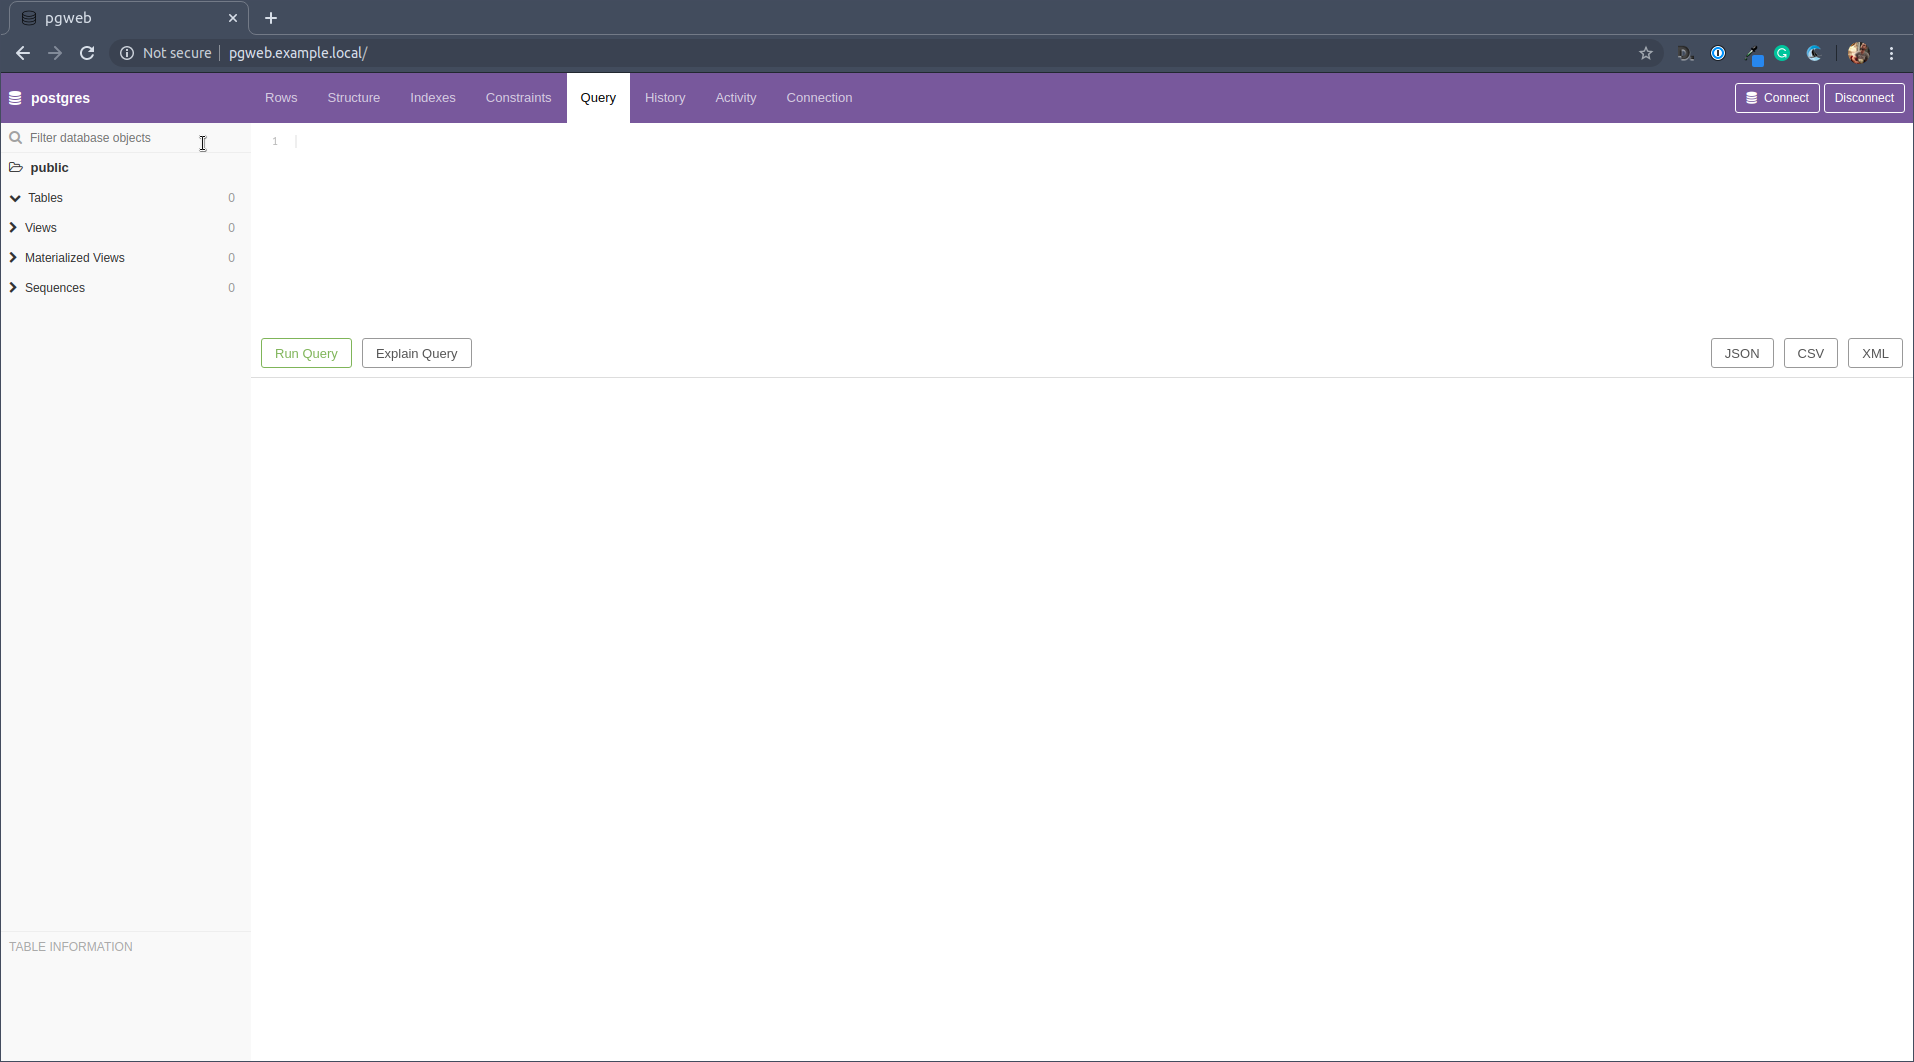 pgweb
Not secure pgweb.example.local/
postgres Rows Structure Indexes Constraints Query History Activity Connection Connect Disconnect
Filter database objects
1
public
Tables 0
Views 0
Materialized Views 0
Sequences 0
Run Query Explain Query JSON CSV XML
TABLE INFORMATION